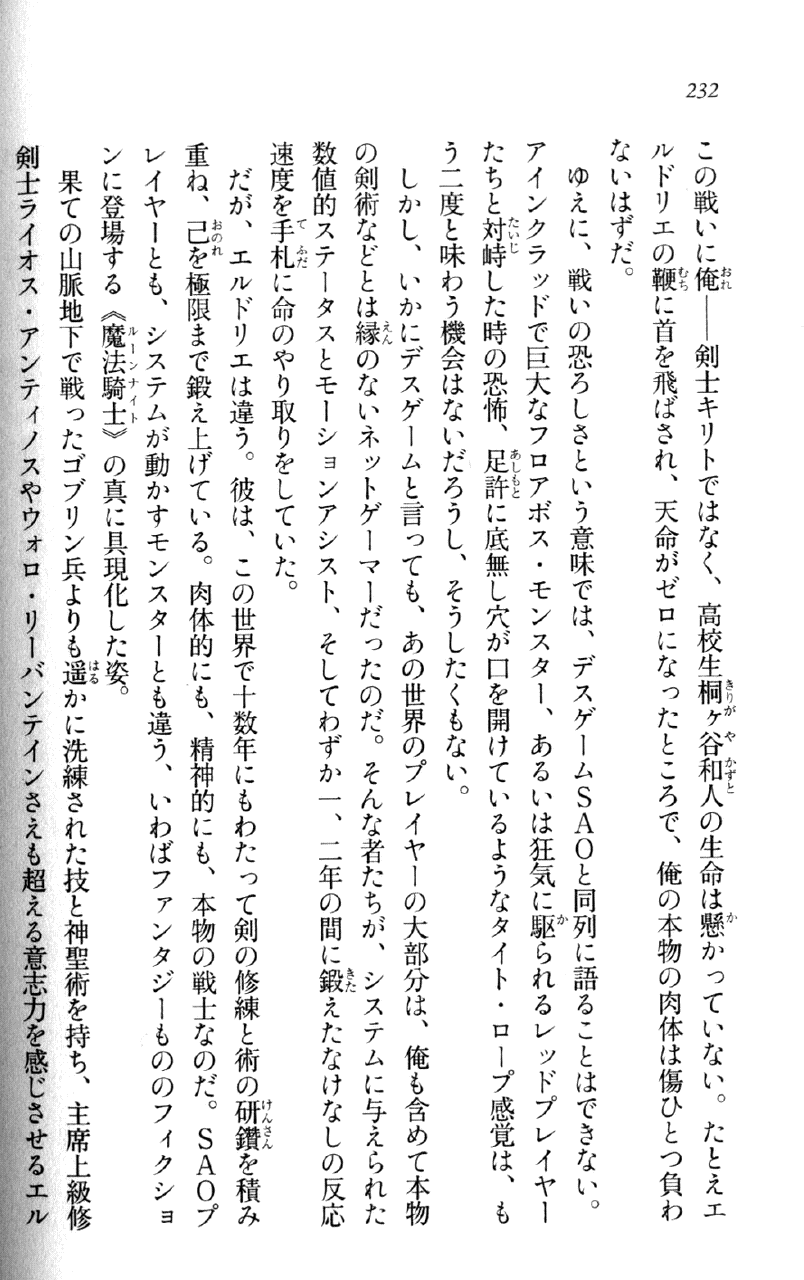 232
この戦いに俺――剣士キリトではなく、高校生桐ヶ谷和人の生命は懸かっていない。たとえエ
ルドリエの鞭に首を飛ばされ、天命がゼロになったところで、俺の本物の肉体は傷ひとつ負わ
ないはずだ。
　ゆえに、戦いの恐ろしさという意味では、デスゲームＳＡＯと同列に語ることはできない。
アインクラッドで巨大なフロアボス・モンスター、あるいは狂気に駆られるレッドプレイヤー
たちと対峙した時の恐怖、足許に底無し穴が口を開けているようなタイト・ロープ感覚は、も
う二度と味わう機会はないだろうし、そうしたくもない。
　しかし、いかにデスゲームと言っても、あの世界のプレイヤーの大部分は、俺も含めて本物
の剣術などとは縁のないネットゲーマーだったのだ。そんな者たちが、システムに与えられた
数値的ステータスとモーションアシスト、そしてわずか一、二年の間に鍛えたなけなしの反応
速度を手札に命のやり取りをしていた。
　だが、エルドリエは違う。彼は、この世界で十数年にもわたって剣の修練と術の研鑽を積み
重ね、己を極限まで鍛え上げている。肉体的にも、精神的にも、本物の戦士なのだ。ＳＡＯプ
レイヤーとも、システムが動かすモンスターとも違う、いわばファンタジーもののフィクショ
ンに登場する《魔法騎士》の真に具現化した姿。
　果ての山脈地下で戦ったゴブリン兵よりも遥かに洗練された技と神聖術を持ち、主席上級修
剣士ライオス・アンティノスやウォロ・リーバンテインさえも超える意志力を感じさせるエル